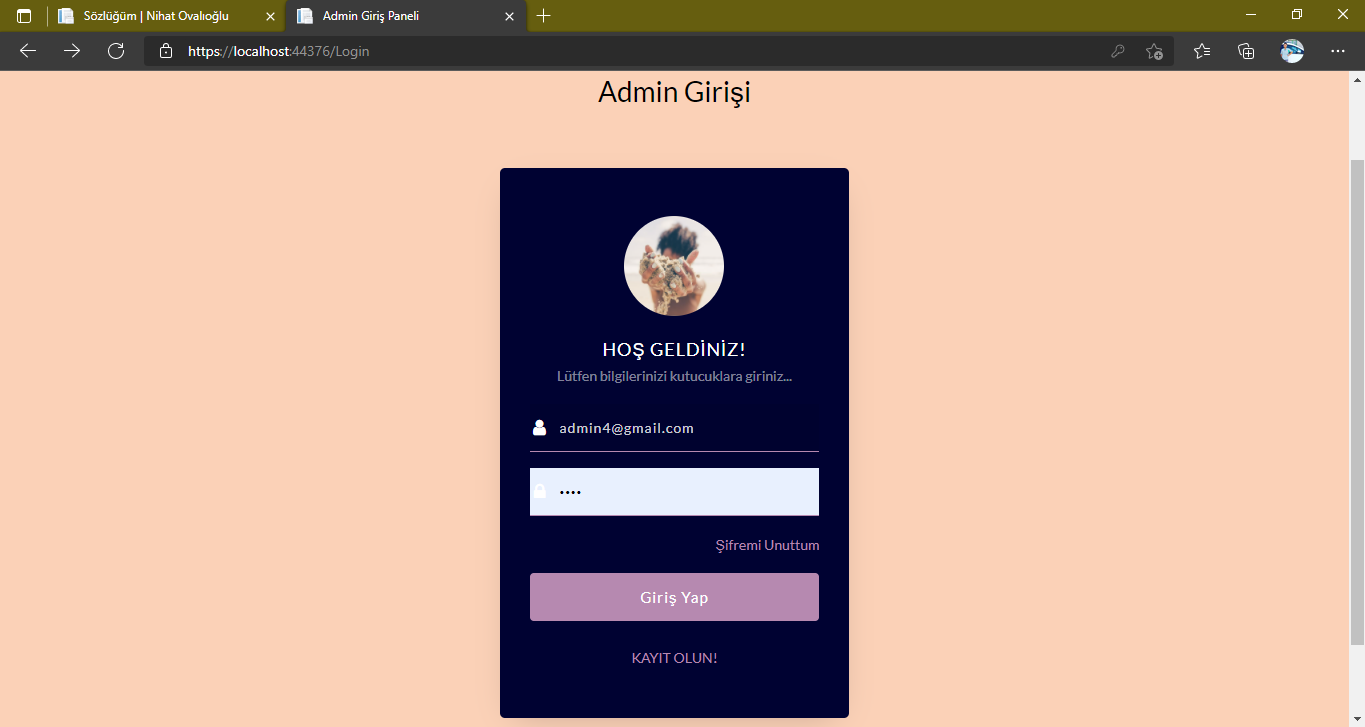 Sözlüğüm | Nihat Ovalıoğlu
Admin Giriş Paneli
https://localhost:44376/Login
Admin Girişi
HOŞ GELDİNİZ!
Lütfen bilgilerinizi kutucuklara giriniz...
admin4@gmail.com
••••
Şifremi Unuttum
Giriş Yap
KAYIT OLUN!